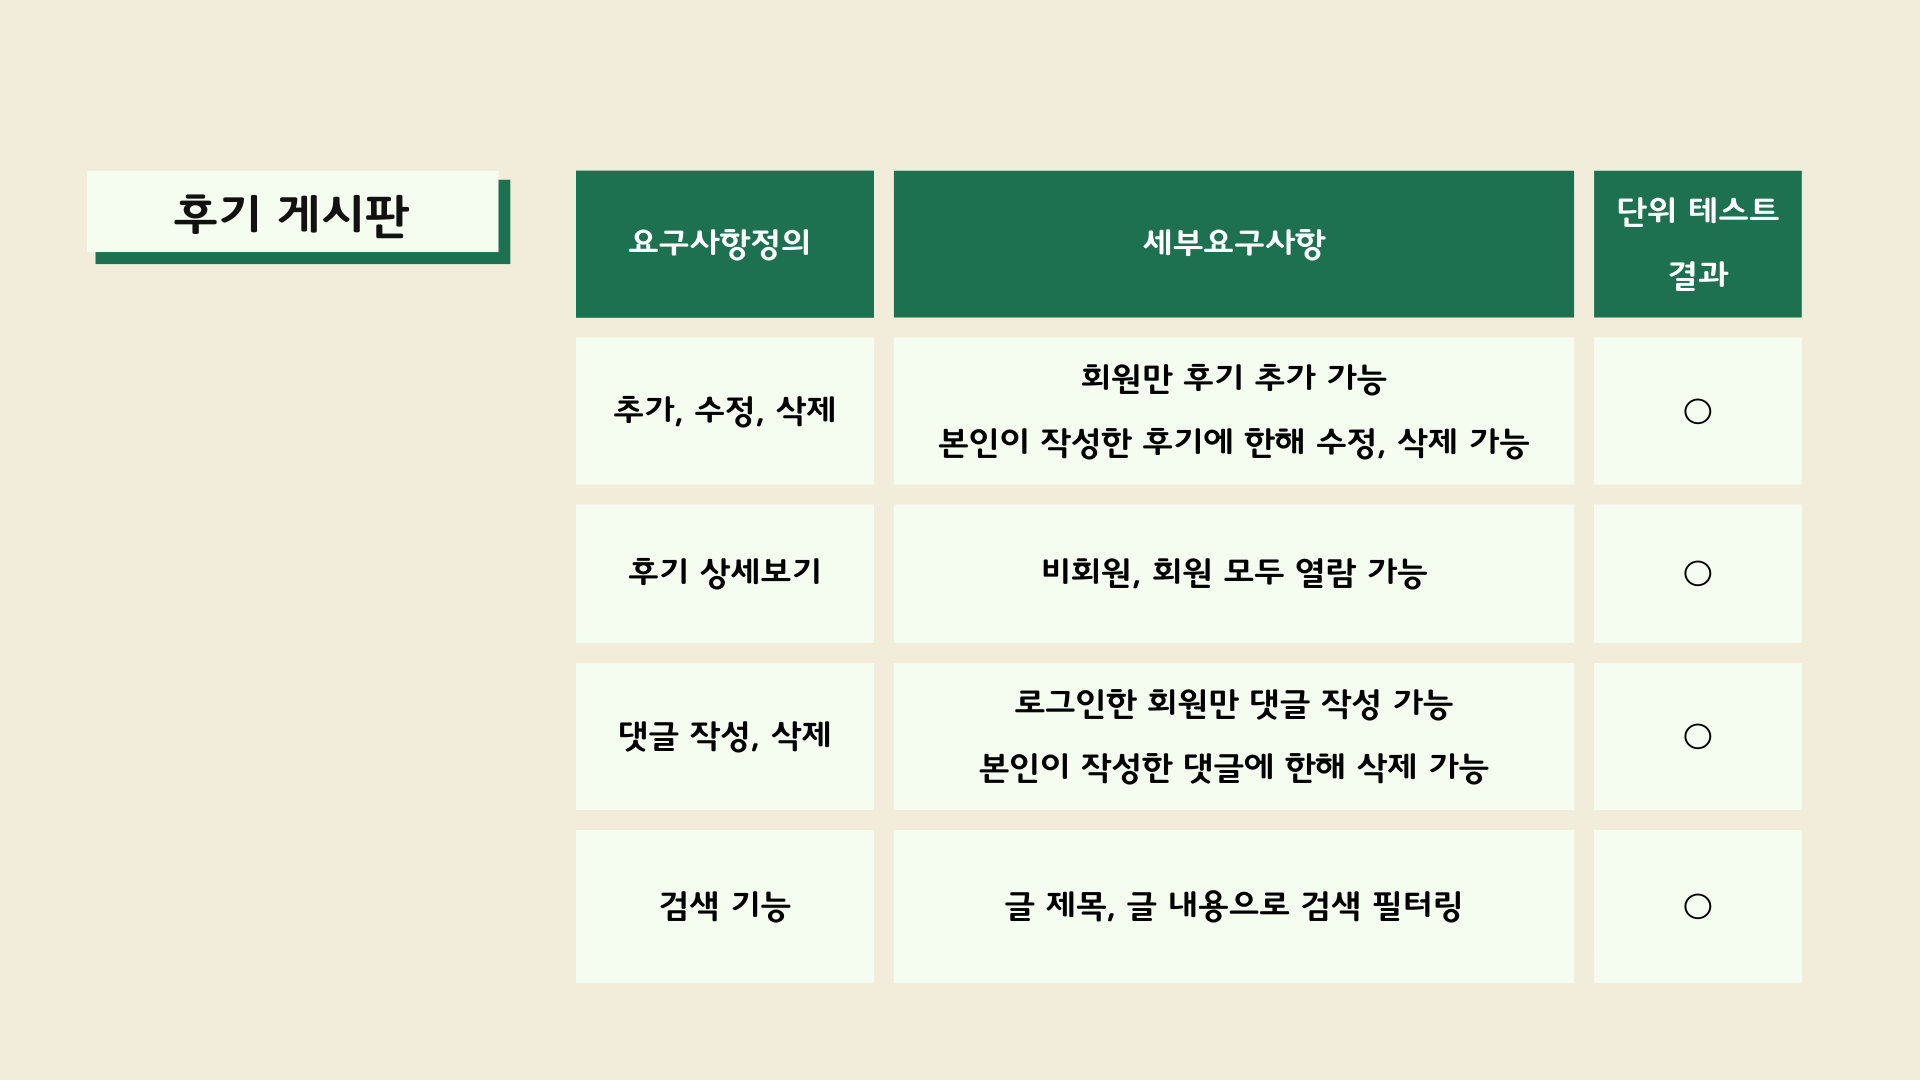 후기 게시판
요구사항정의
세부요구사항
단위 테스트
결과
추가, 수정, 삭제
회원만 후기 추가 가능
본인이 작성한 후기에 한해 수정, 삭제 가능
○
후기 상세보기
비회원, 회원 모두 열람 가능
○
댓글 작성, 삭제
로그인한 회원만 댓글 작성 가능
본인이 작성한 댓글에 한해 삭제 가능
○
검색 기능
글 제목, 글 내용으로 검색 필터링
○